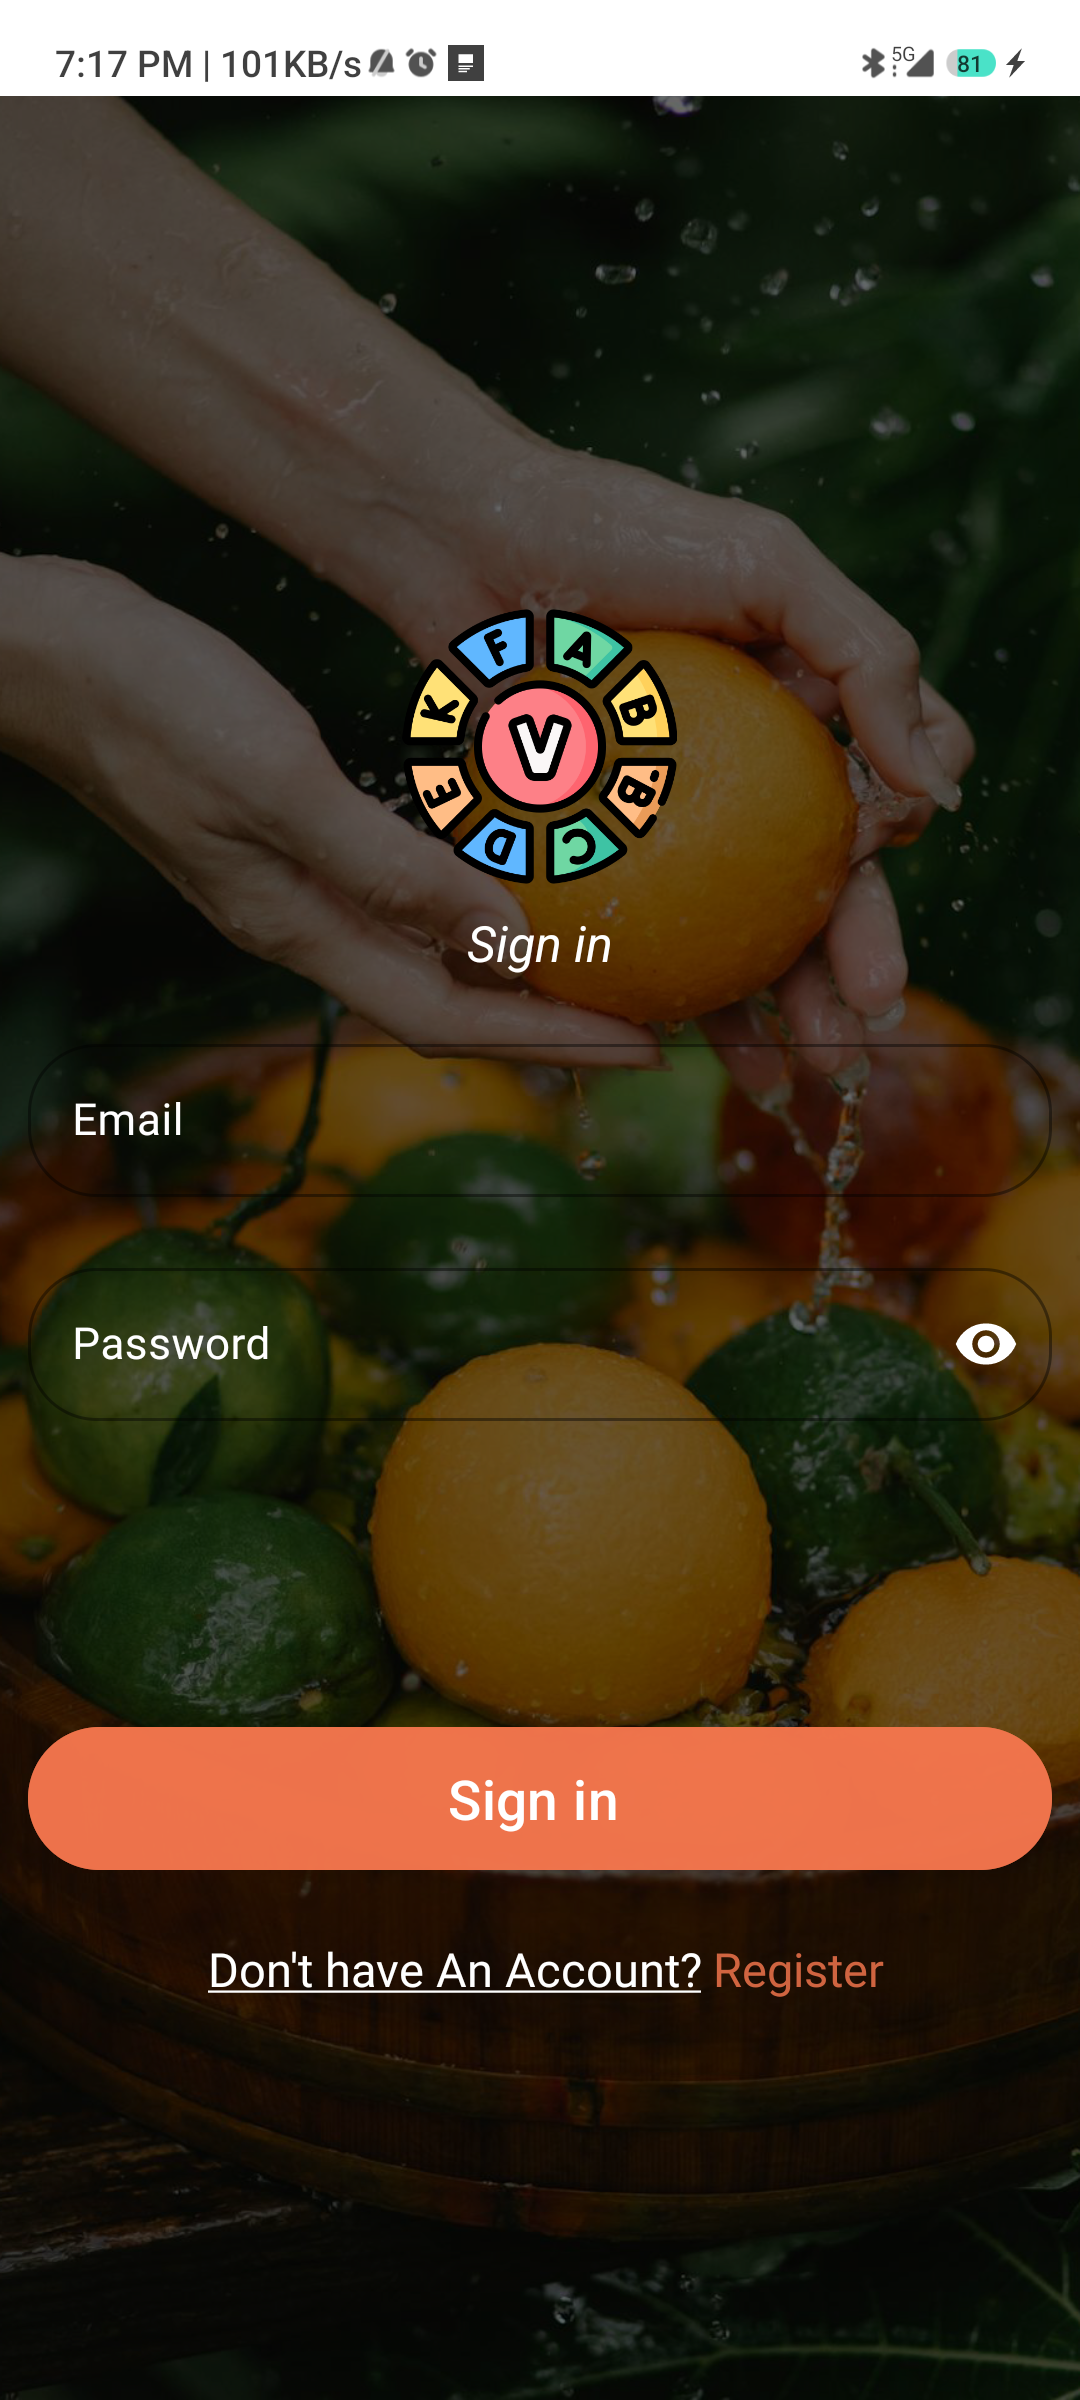 7:17 PM | 101KB/s 5G 81
F A
K B
V
E B.
D C
Sign in
Email
Password
Sign in
Don't have An Account? Register